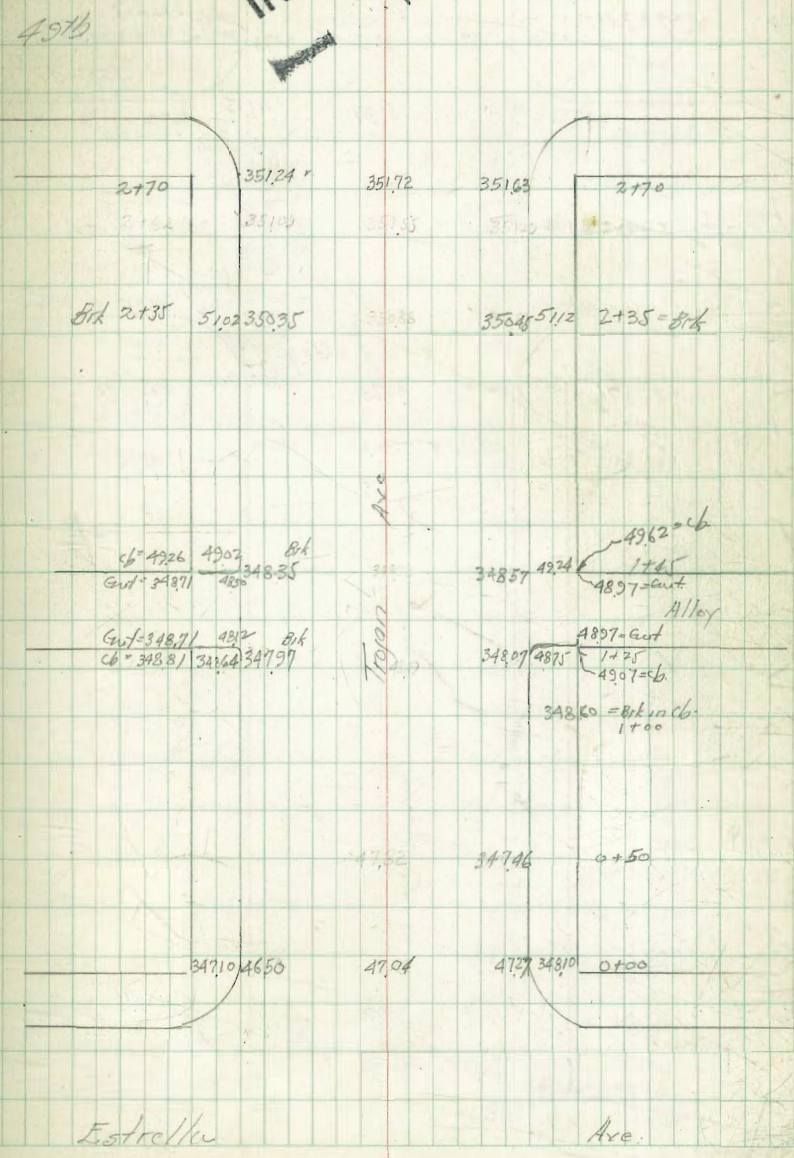 49th
2+70 351.24 351.72 351.63 2+70
Brk 2+35 51.02 350.35 350.45 51.12 2+35 = Brk
Trojan Ave
49.62 = cb
cb = 49.26 49.02 Brk
348.35 348.57 49.24 1+45
Gut = 348.71 48.97 = Gut
Alley
Gut = 348.71 48.12 Brk 48.97 = Gut
cb = 348.81 347.97 348.07 48.75 1+25
49.07 = cb
348.60 = Brk in Cb.
1+00
47.32 347.46 0+50
347.10 46.50 47.04 47.27 348.10 0+00
Estrella Ave.